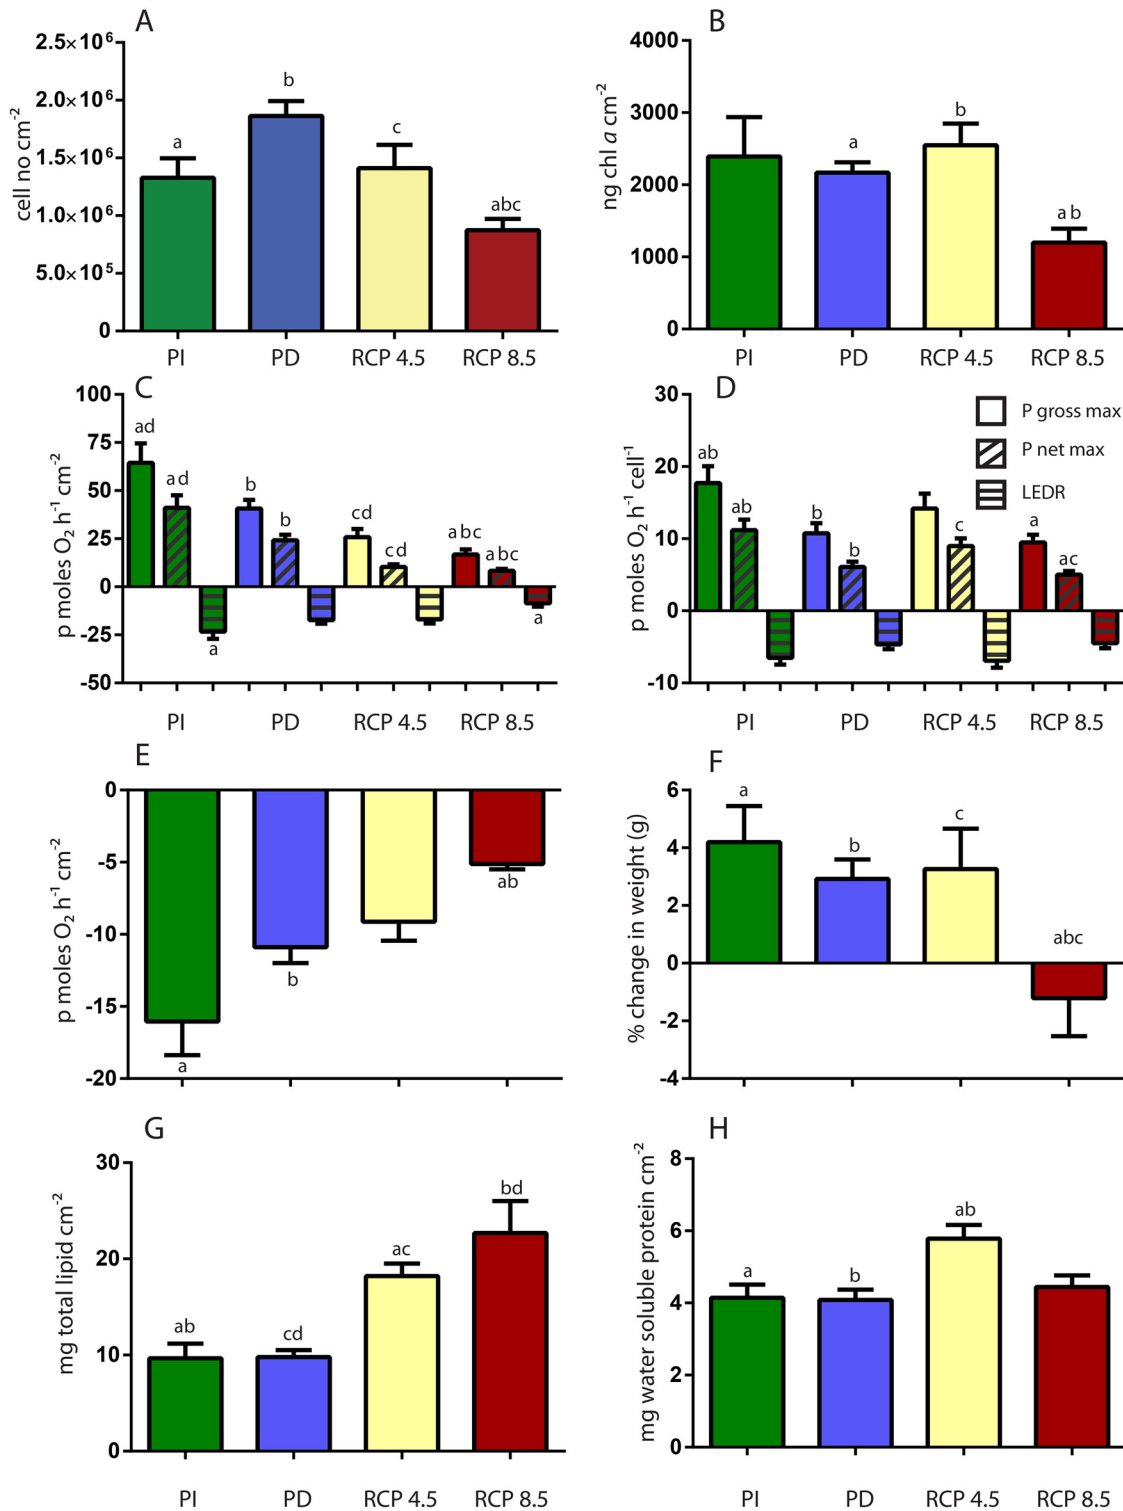 A
cell no cm⁻²
2.5×10⁶
2.0×10⁶
1.5×10⁶
1.0×10⁶
5.0×10⁵
0
a
b
c
abc
PI PD RCP 4.5 RCP 8.5
B
ng chl a cm⁻²
4000
3000
2000
1000
0
a
b
ab
PI PD RCP 4.5 RCP 8.5
C
p moles O₂ h⁻¹ cm⁻²
100
75
50
25
0
-25
-50
ad
ad
a
b
b
cd
cd
abc
abc
a
PI PD RCP 4.5 RCP 8.5
D
p moles O₂ h⁻¹ cell⁻¹
30
20
10
0
-10
P gross max
P net max
LEDR
ab
ab
b
b
c
a
ac
PI PD RCP 4.5 RCP 8.5
E
p moles O₂ h⁻¹ cm⁻²
0
-5
-10
-15
-20
a
b
ab
F
% change in weight (g)
6
4
2
0
-2
-4
a
b
c
abc
G
mg total lipid cm⁻²
30
20
10
0
ab
cd
ac
bd
PI PD RCP 4.5 RCP 8.5
H
mg water soluble protein cm⁻²
8
6
4
2
0
a
b
ab
PI PD RCP 4.5 RCP 8.5